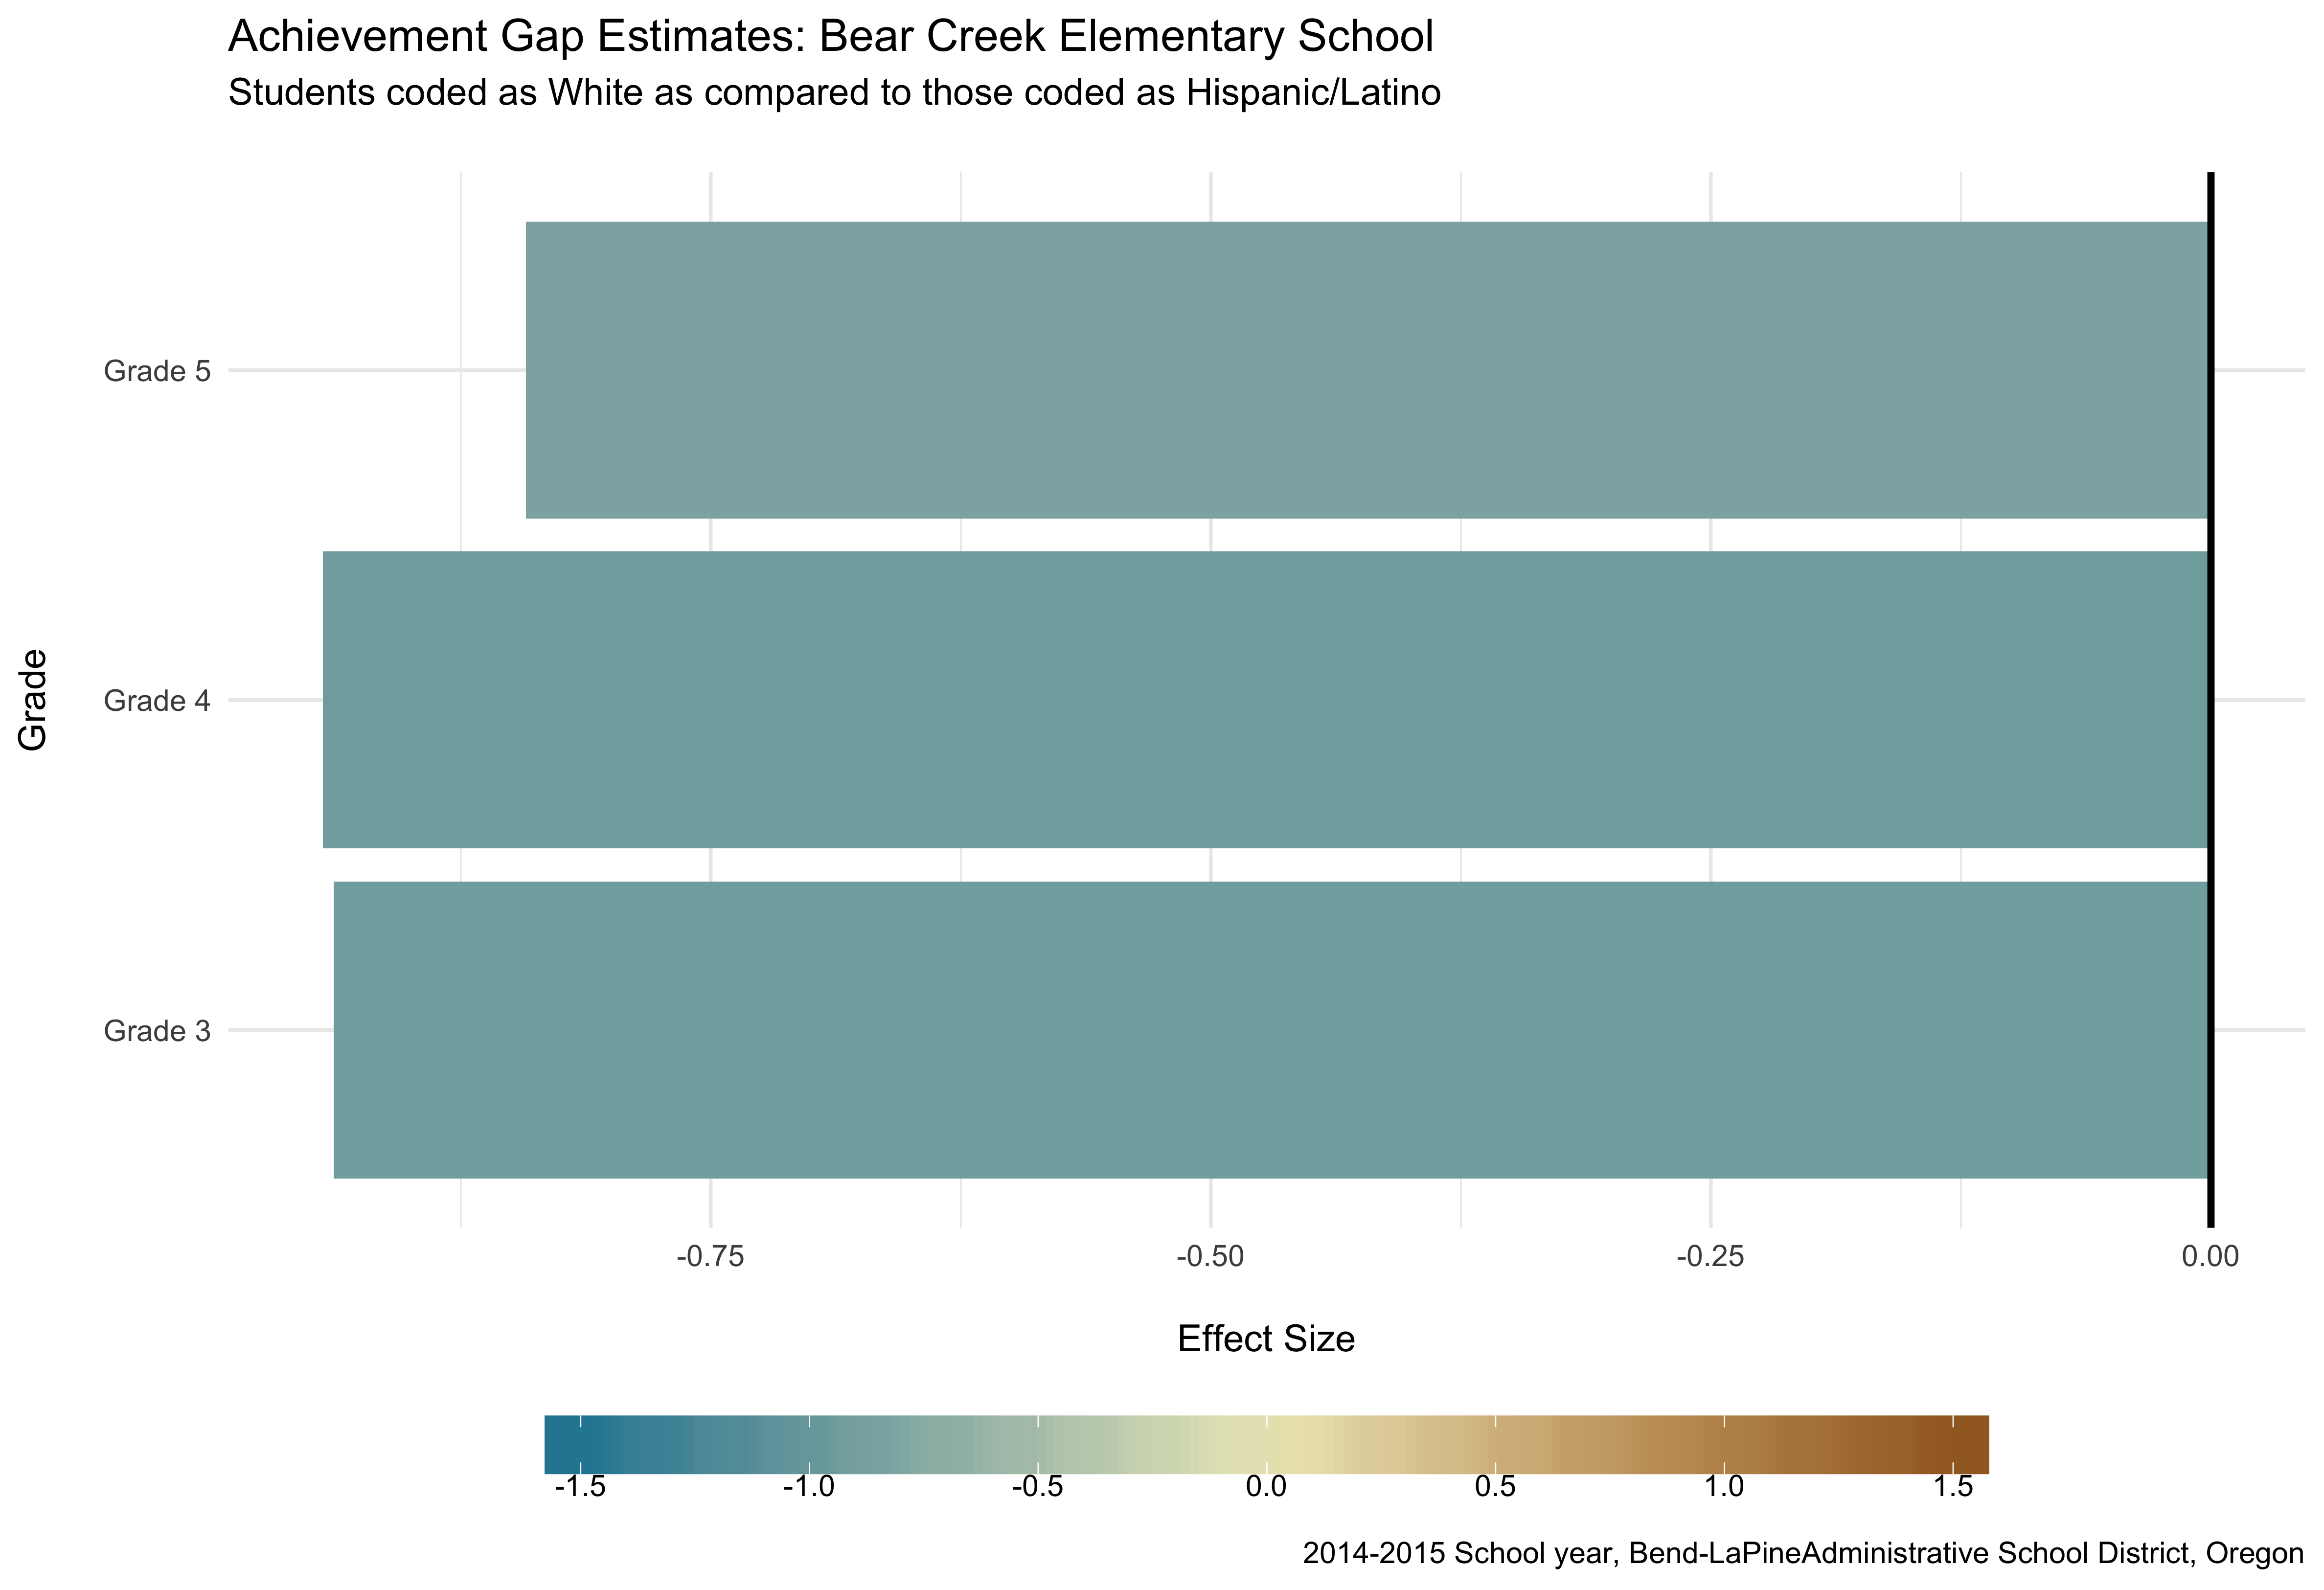 Achievement Gap Estimates: Bear Creek Elementary School
Students coded as White as compared to those coded as Hispanic/Latino
Grade
Grade 5
Grade 4
Grade 3
-0.75 -0.50 -0.25 0.00
Effect Size
-1.5 -1.0 -0.5 0.0 0.5 1.0 1.5
2014-2015 School year, Bend-LaPineAdministrative School District, Oregon